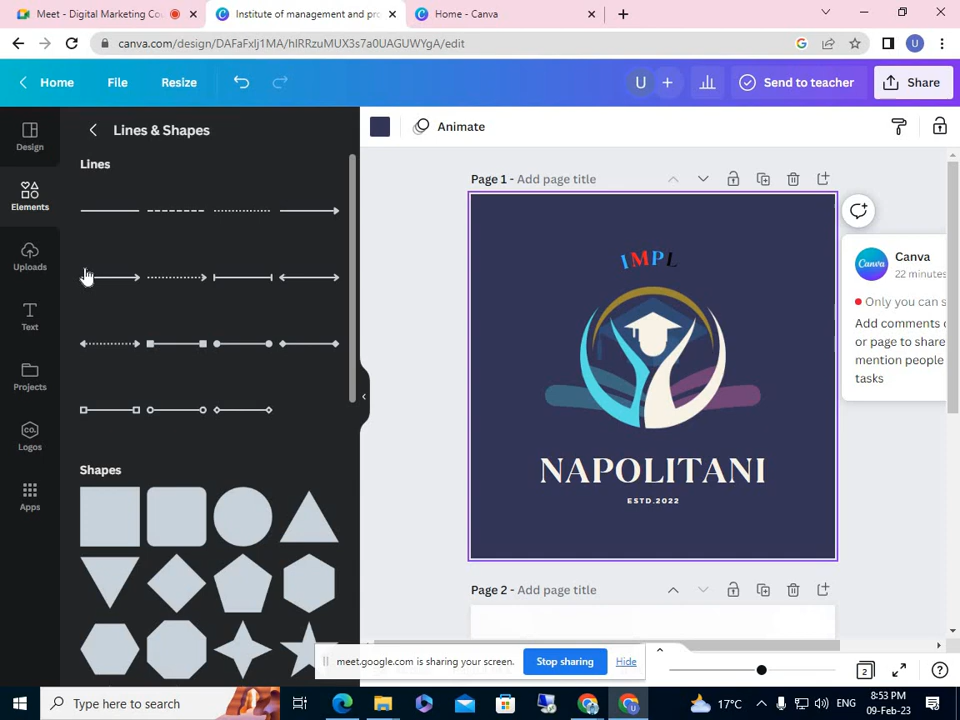 Meet - Digital Marketing Cou
Institute of management and pro
Home - Canva
canva.com/design/DAFaFxIj1MA/hIRRzuMUX3s7a0UAGUWYgA/edit
U
Home
File
Resize
U
Send to teacher
Share
Design
Elements
Uploads
Text
Projects
Logos
Apps
Lines & Shapes
Lines
Shapes
Animate
Page 1 - Add page title
IMPL
NAPOLITANI
ESTD.2022
Canva
Canva
22 minutes
Only you can s
Add comments o
or page to share
mention people
tasks
Page 2 - Add page title
meet.google.com is sharing your screen.
Stop sharing
Hide
2
Type here to search
17°C
ENG
8:53 PM
09-Feb-23